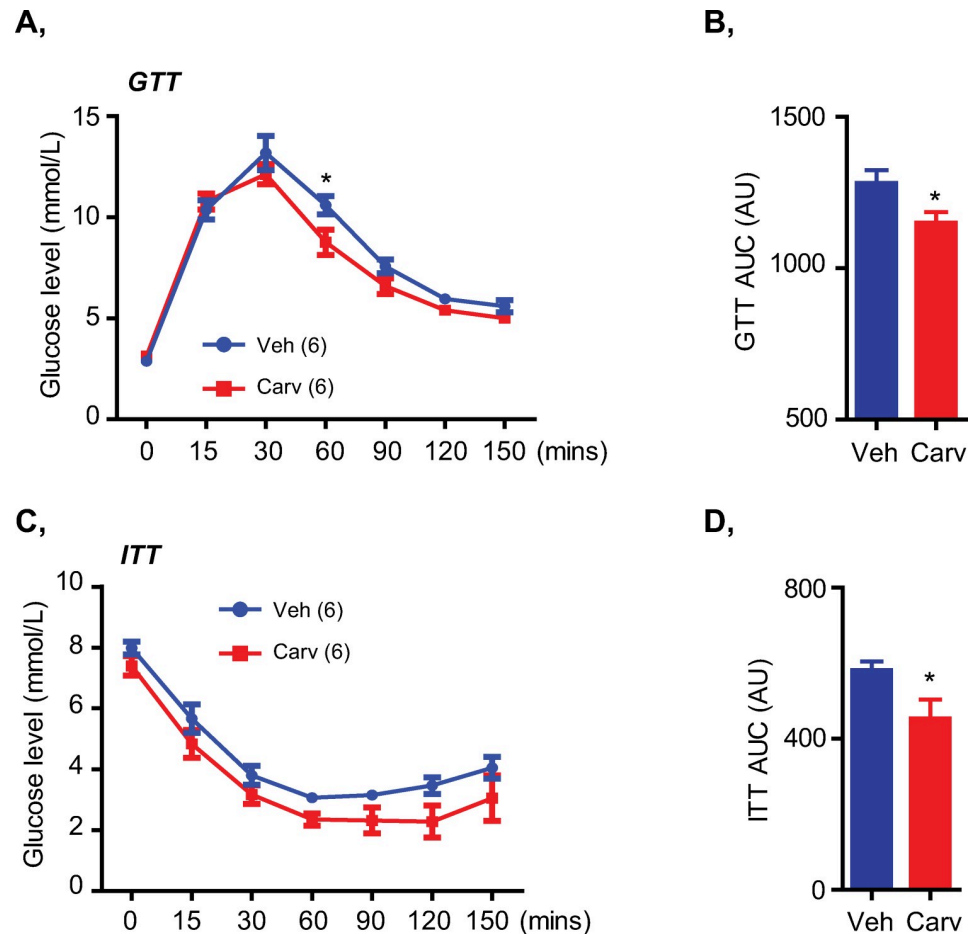 A,
GTT
Glucose level (mmol/L)
15
10
5
0
*
Veh (6)
Carv (6)
0 15 30 60 90 120 150 (mins)
B,
GTT AUC (AU)
1500
1000
500
*
Veh Carv
C,
ITT
Glucose level (mmol/L)
10
8
6
4
2
0
Veh (6)
Carv (6)
0 15 30 60 90 120 150 (mins)
D,
ITT AUC (AU)
800
400
0
*
Veh Carv